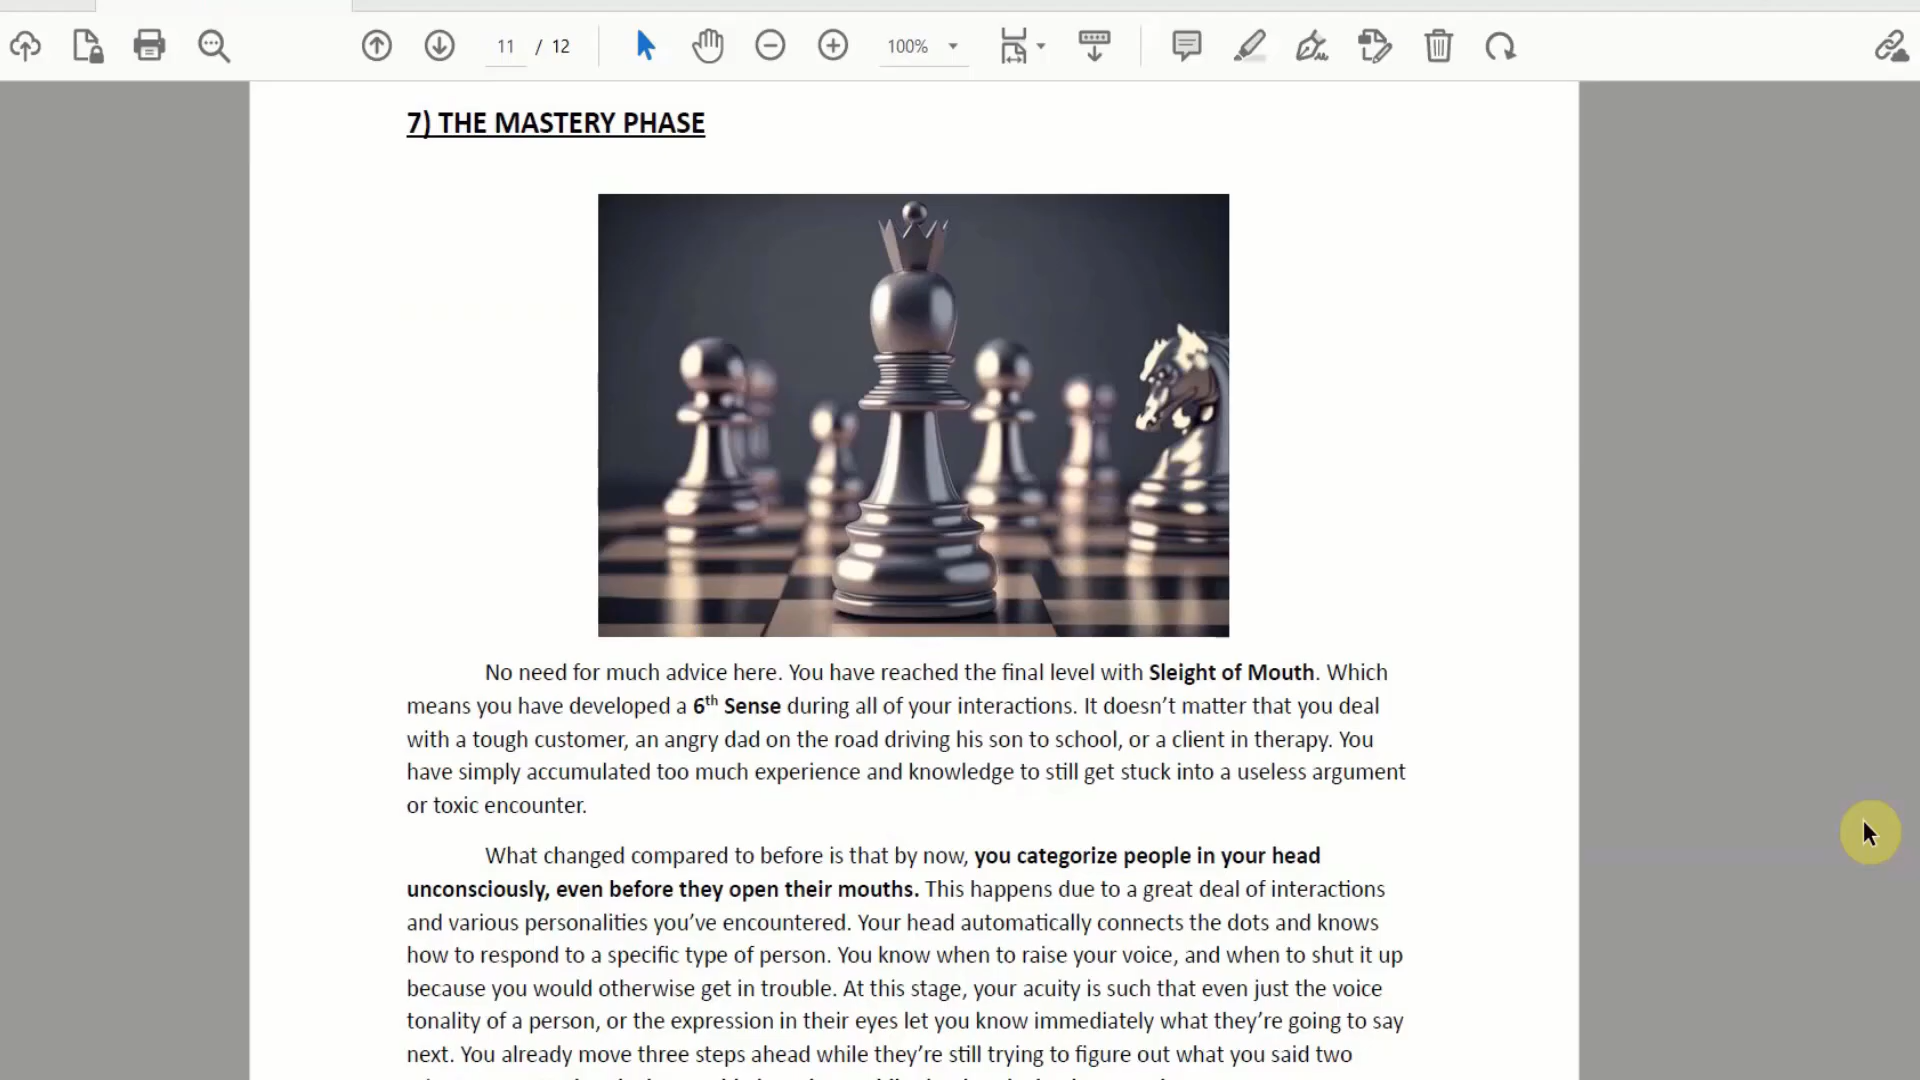 11 / 12
100%
7) THE MASTERY PHASE
No need for much advice here. You have reached the final level with Sleight of Mouth. Which
means you have developed a 6th Sense during all of your interactions. It doesn’t matter that you deal
with a tough customer, an angry dad on the road driving his son to school, or a client in therapy. You
have simply accumulated too much experience and knowledge to still get stuck into a useless argument
or toxic encounter.
What changed compared to before is that by now, you categorize people in your head
unconsciously, even before they open their mouths. This happens due to a great deal of interactions
and various personalities you’ve encountered. Your head automatically connects the dots and knows
how to respond to a specific type of person. You know when to raise your voice, and when to shut it up
because you would otherwise get in trouble. At this stage, your acuity is such that even just the voice
tonality of a person, or the expression in their eyes let you know immediately what they’re going to say
next. You already move three steps ahead while they’re still trying to figure out what you said two